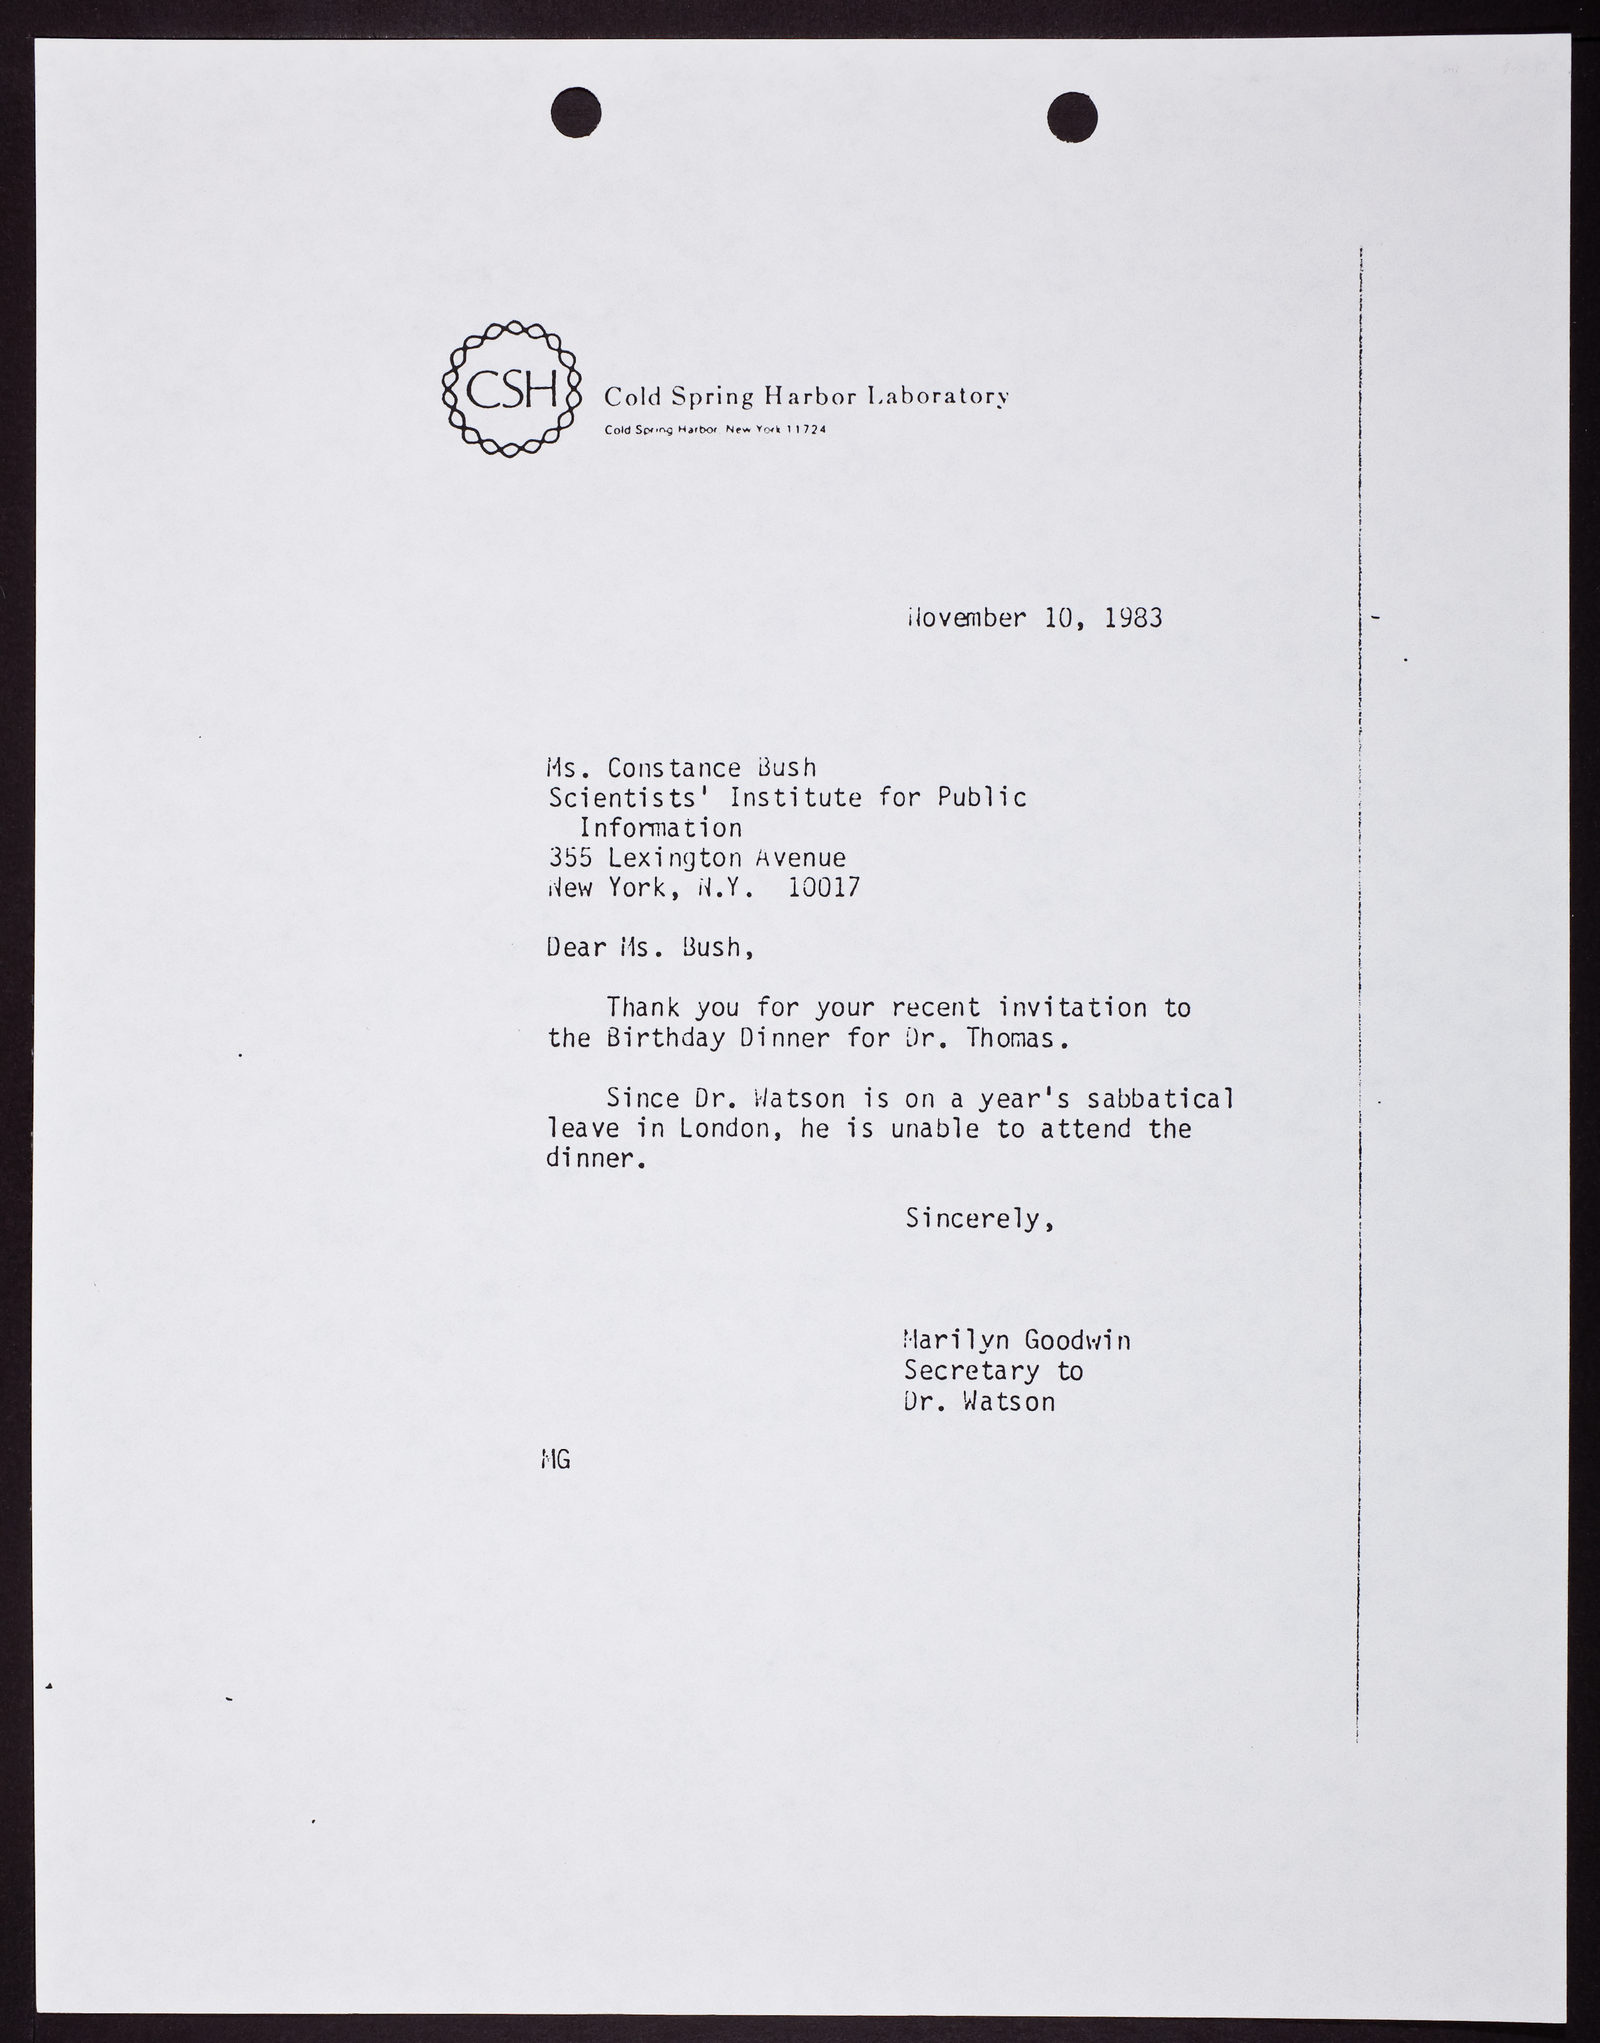 CSH
Cold Spring Harbor Laboratory
Cold Spring Harbor, New York 11724
November 10, 1983
Ms. Constance Bush
Scientists' Institute for Public
Information
355 Lexington Avenue
New York, N.Y. 10017
Dear Ms. Bush,
Thank you for your recent invitation to
the Birthday Dinner for Dr. Thomas.
Since Dr. Watson is on a year's sabbatical
leave in London, he is unable to attend the
dinner.
Sincerely,
Marilyn Goodwin
Secretary to
Dr. Watson
MG